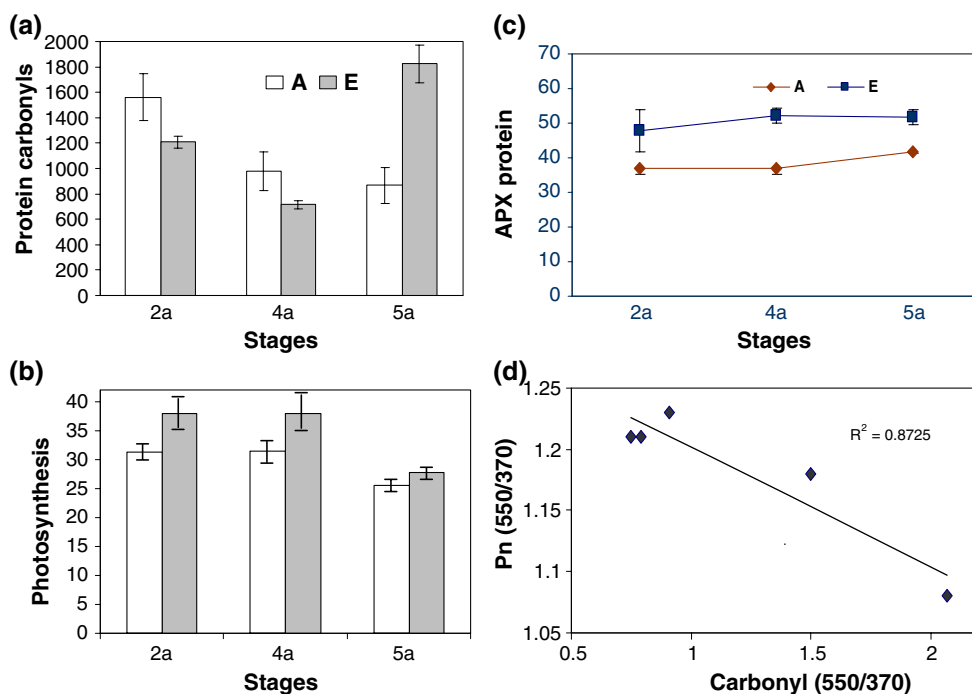 (a)
Protein carbonyls
2000
1800
1600
1400
1200
1000
800
600
400
200
0
A E
2a 4a 5a
Stages
(b)
Photosynthesis
40
35
30
25
20
15
10
5
0
2a 4a 5a
Stages
(c)
APX protein
70
60
50
40
30
20
10
0
A E
2a 4a 5a
Stages
(d)
Pn (550/370)
1.25
1.2
1.15
1.1
1.05
R² = 0.8725
0.5 1 1.5 2
Carbonyl (550/370)